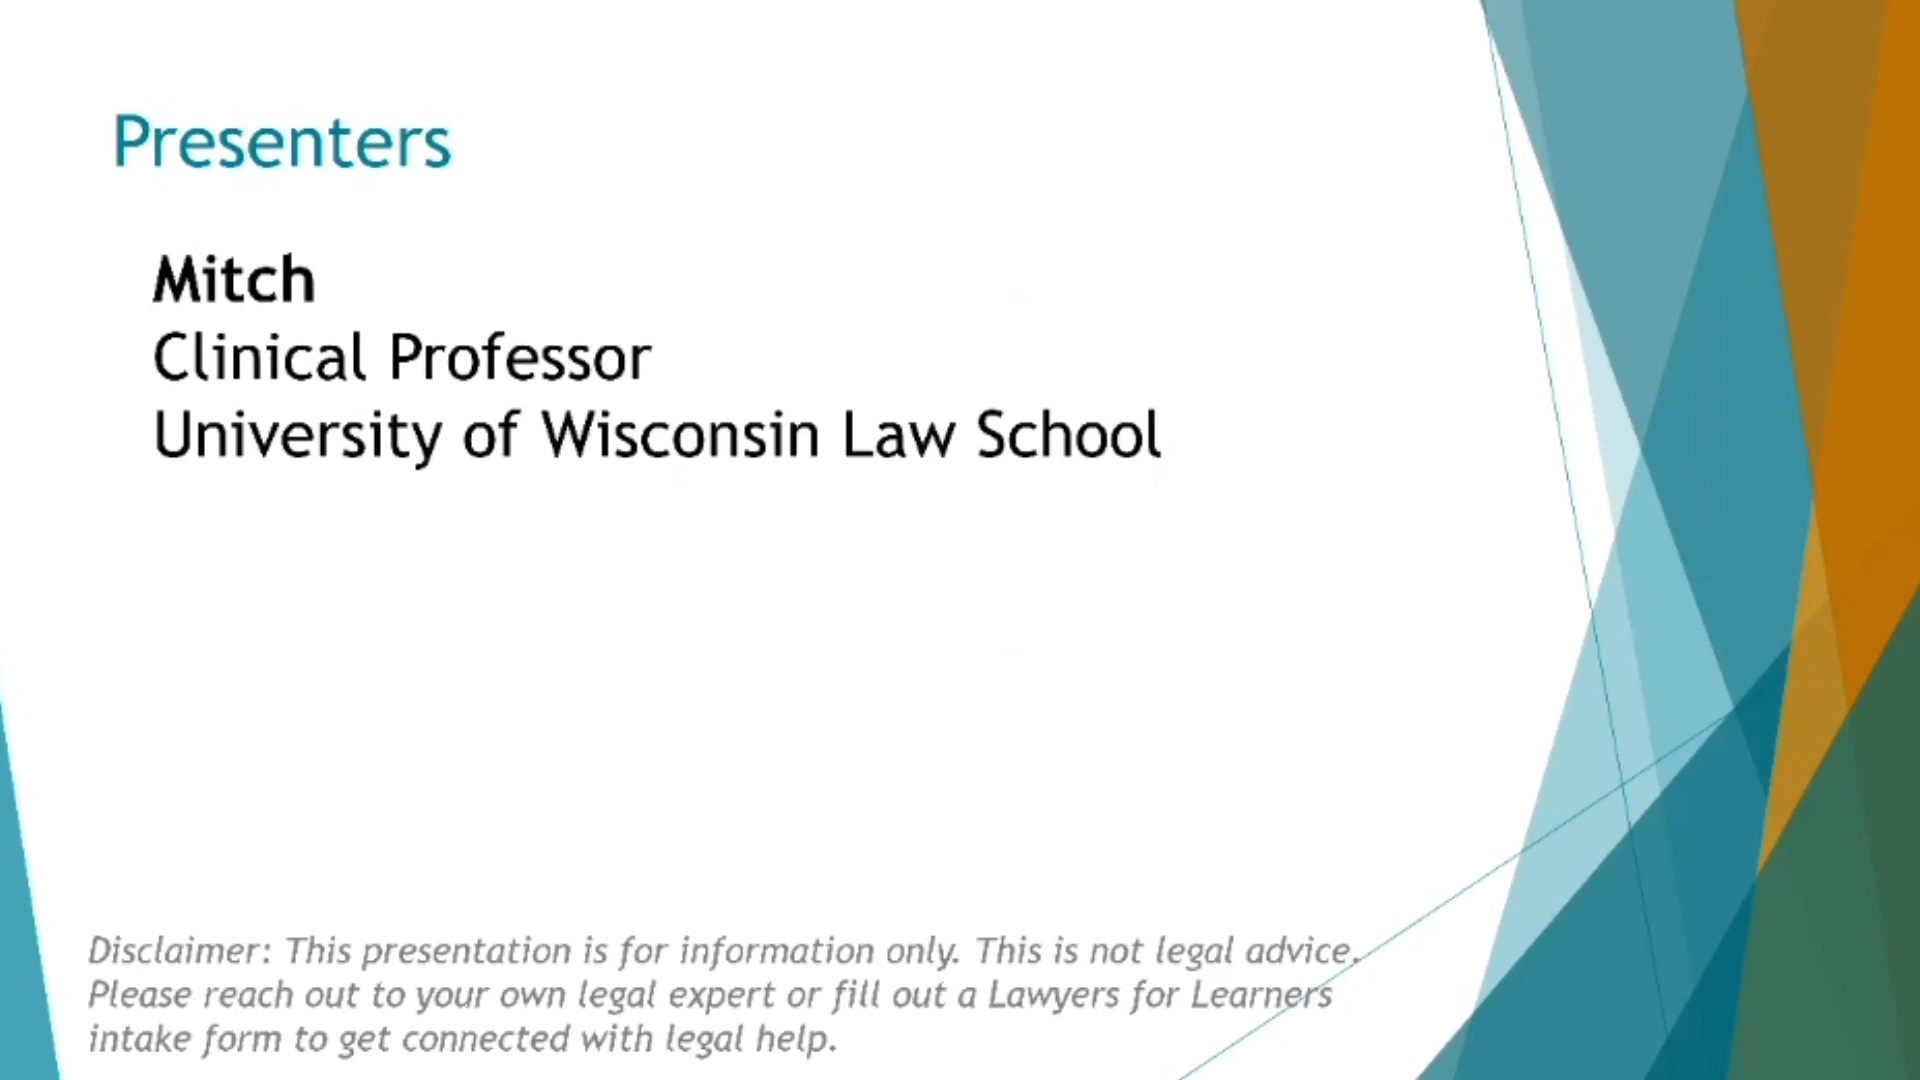 Presenters
Mitch
Clinical Professor
University of Wisconsin Law School
Disclaimer: This presentation is for information only. This is not legal advice.
Please reach out to your own legal expert or fill out a Lawyers for Learners
intake form to get connected with legal help.